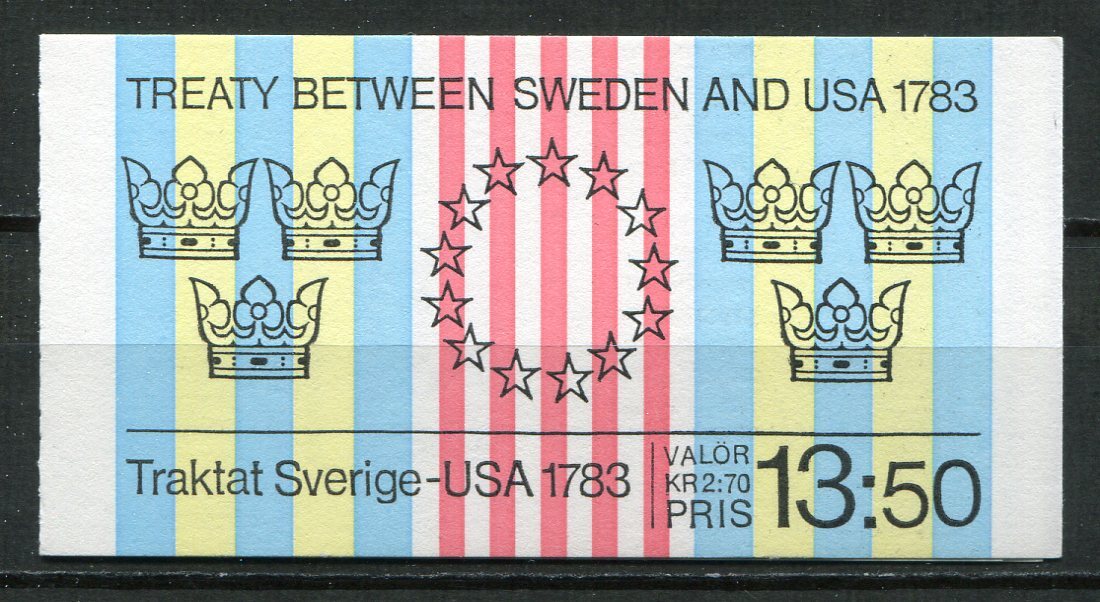 TREATY BETWEEN SWEDEN AND USA 1783
Traktat Sverige-USA 1783
VALÖR
KR 2:70
PRIS
13:50